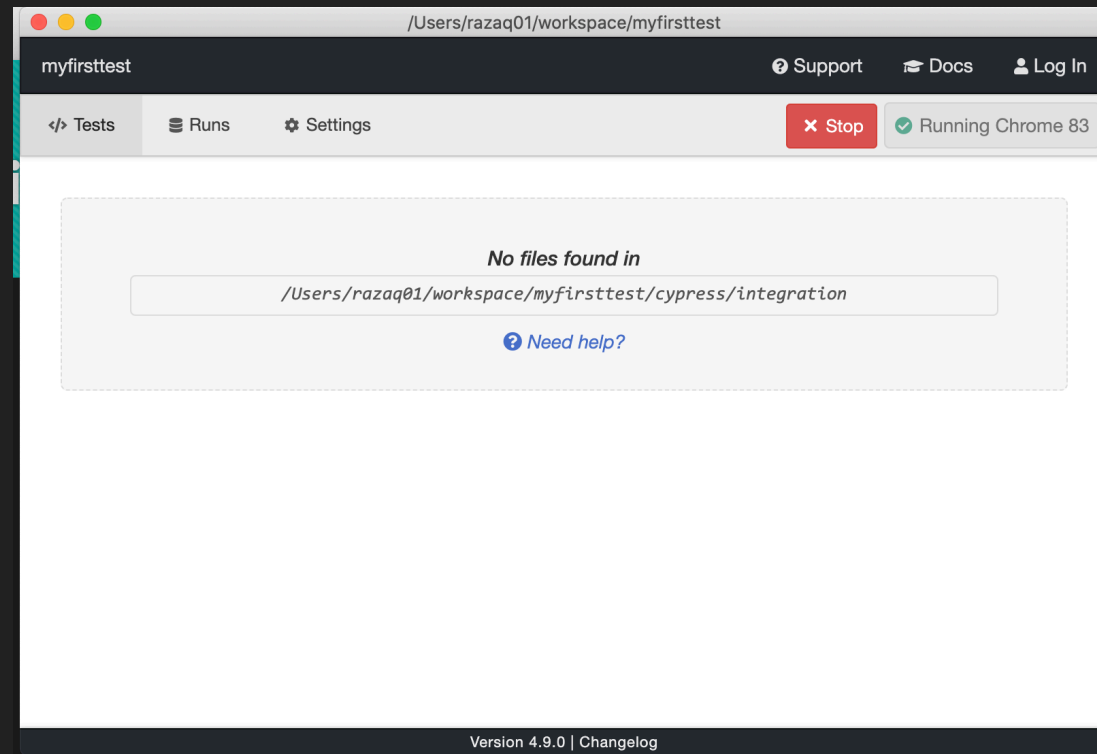 /Users/razaq01/workspace/myfirsttest
myfirsttest Support Docs Log In
</> Tests Runs Settings Stop Running Chrome 83
No files found in
/Users/razaq01/workspace/myfirsttest/cypress/integration
Need help?
Version 4.9.0 | Changelog